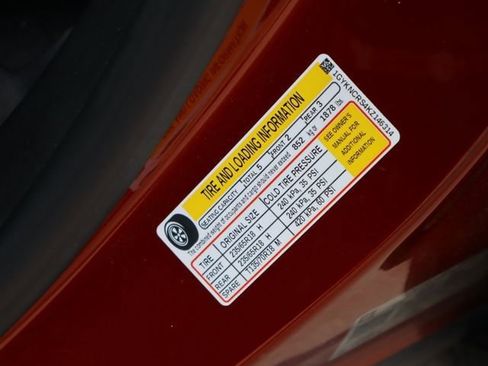 1GYKNCRS4KZ146314
TIRE AND LOADING INFORMATION
SEATING CAPACITY TOTAL 5 FRONT 2 REAR 3
The combined weight of occupants and cargo should never exceed 852 kg or 1878 lbs
TIRE ORIGINAL SIZE COLD TIRE PRESSURE
FRONT 235/65R18 H 240 kPa, 35 PSI
REAR 235/65R18 H 240 kPa, 35 PSI
SPARE T135/70R18 M 420 kPa, 60 PSI
SEE OWNER'S
MANUAL FOR
ADDITIONAL
INFORMATION